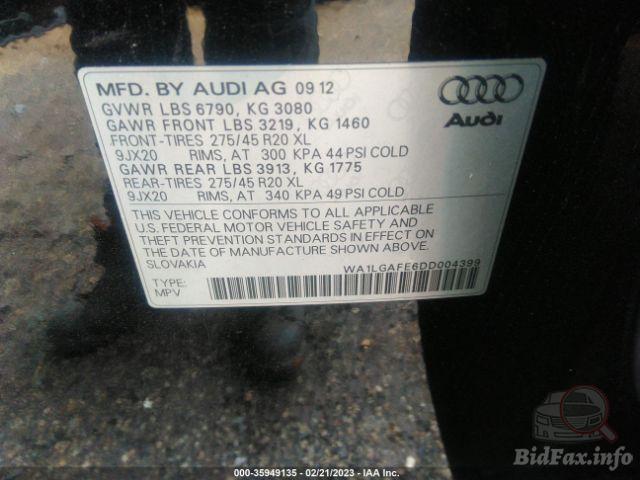 MFD. BY AUDI AG 09 12
GVWR LBS 6790, KG 3080
GAWR FRONT LBS 3219, KG 1460
FRONT-TIRES 275/45 R20 XL
9JX20 RIMS, AT 300 KPA 44 PSI COLD
GAWR REAR LBS 3913, KG 1775
REAR-TIRES 275/45 R20 XL
9JX20 RIMS, AT 340 KPA 49 PSI COLD
Audi
THIS VEHICLE CONFORMS TO ALL APPLICABLE
U.S. FEDERAL MOTOR VEHICLE SAFETY AND
THEFT PREVENTION STANDARDS IN EFFECT ON
THE DATE OF MANUFACTURE SHOWN ABOVE.
SLOVAKIA
WA1LGAFE6DD004399
TYPE:
MPV
BidFax.info
000-35949135 - 02/21/2023 - IAA Inc.